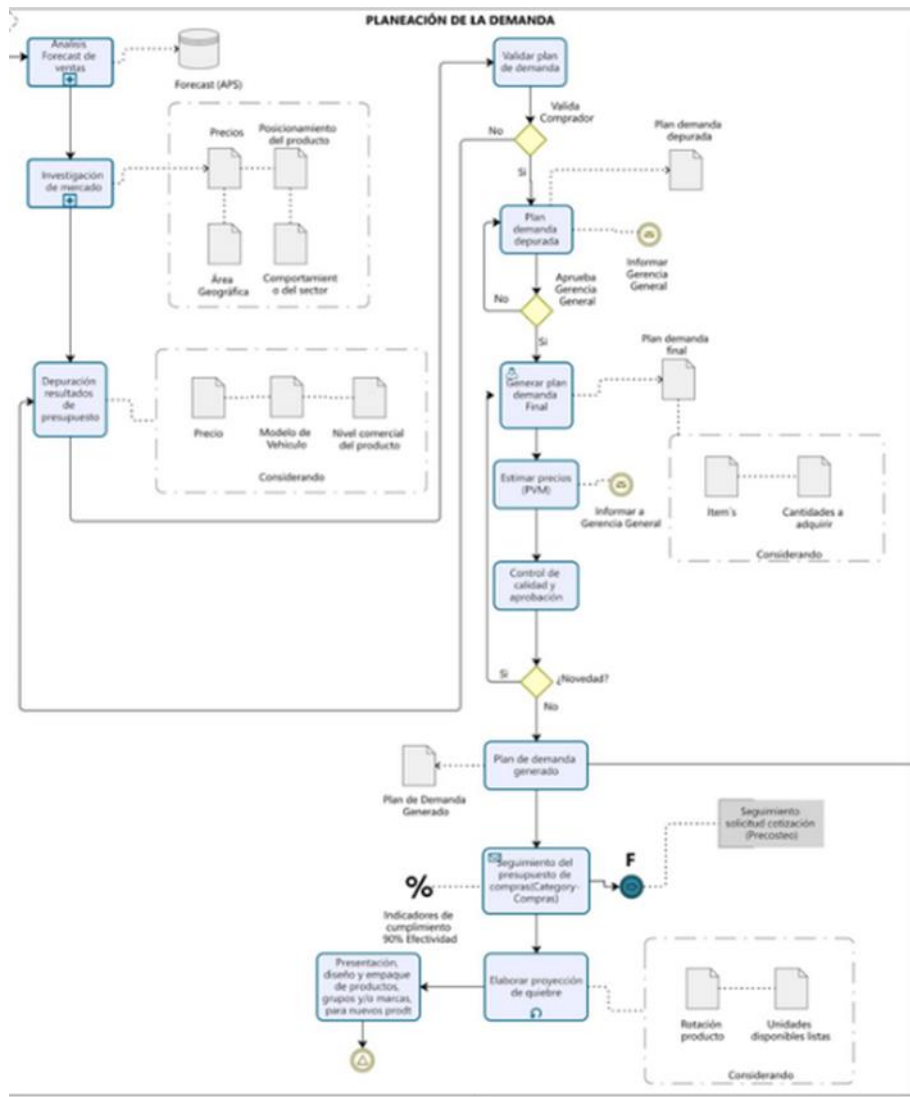 PLANEACIÓN DE LA DEMANDA
Analisis
Forecast de
ventas
Forecast (APS)
Precios
Posicionamiento
del producto
Investigación
de mercado
Área
Geográfica
Comportamient
o del sector
Depuración
resultados
de
presupuesto
Precio
Modelo de
Vehiculo
Nivel comercial
del producto
Considerando
Validar plan
de demanda
Valida
Comprador
No
Si
Plan demanda
depurada
Plan
demanda
depurada
Informar
Gerencia
General
Aprueba
Gerencia
General
No
Si
Plan demanda
final
Generar plan
demanda
Final
Estimar precios
(PVM)
Informar a
Gerencia General
Item´s
Cantidades a
adquirir
Considerando
Control de
calidad y
aprobación
¿Novedad?
Si
No
Plan de demanda
generado
Plan de Demanda
Generado
Seguimiento
solicitud cotización
(Precosteo)
Seguimiento del
presupuesto de
compras(Category-
Compras)
F
%
Indicadores de
cumplimiento
90% Efectividad
Presentación,
diseño y empaque
de productos,
grupos y/o marcas,
para nuevos prodt
Elaborar proyección
de quiebre
Rotación
producto
Unidades
disponibles listas
Considerando